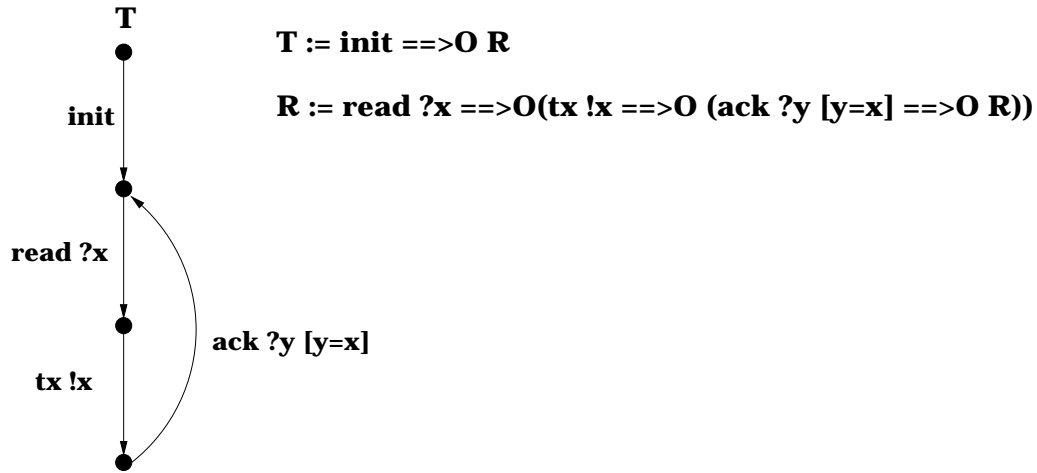 T
T := init ==>O R
init
R := read ?x ==>O(tx !x ==>O (ack ?y [y=x] ==>O R))
read ?x
ack ?y [y=x]
tx !x